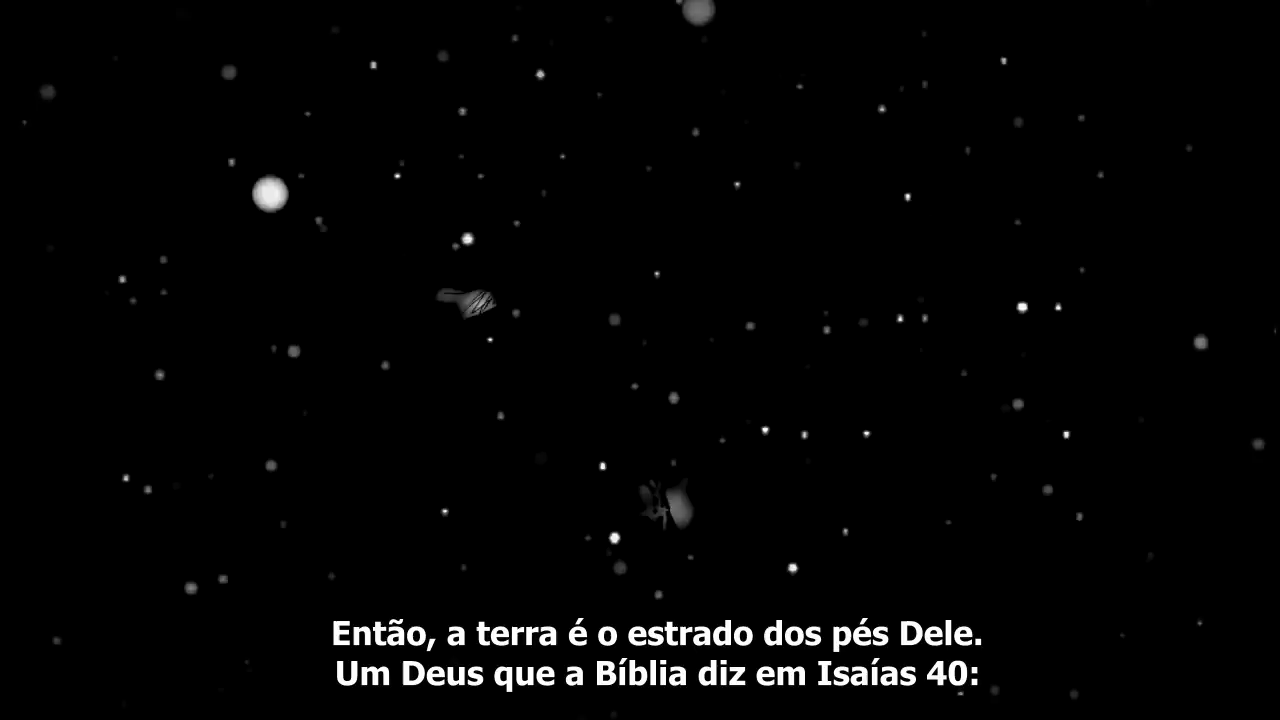 Então, a terra é o estrado dos pés Dele.
Um Deus que a Bíblia diz em Isaías 40: